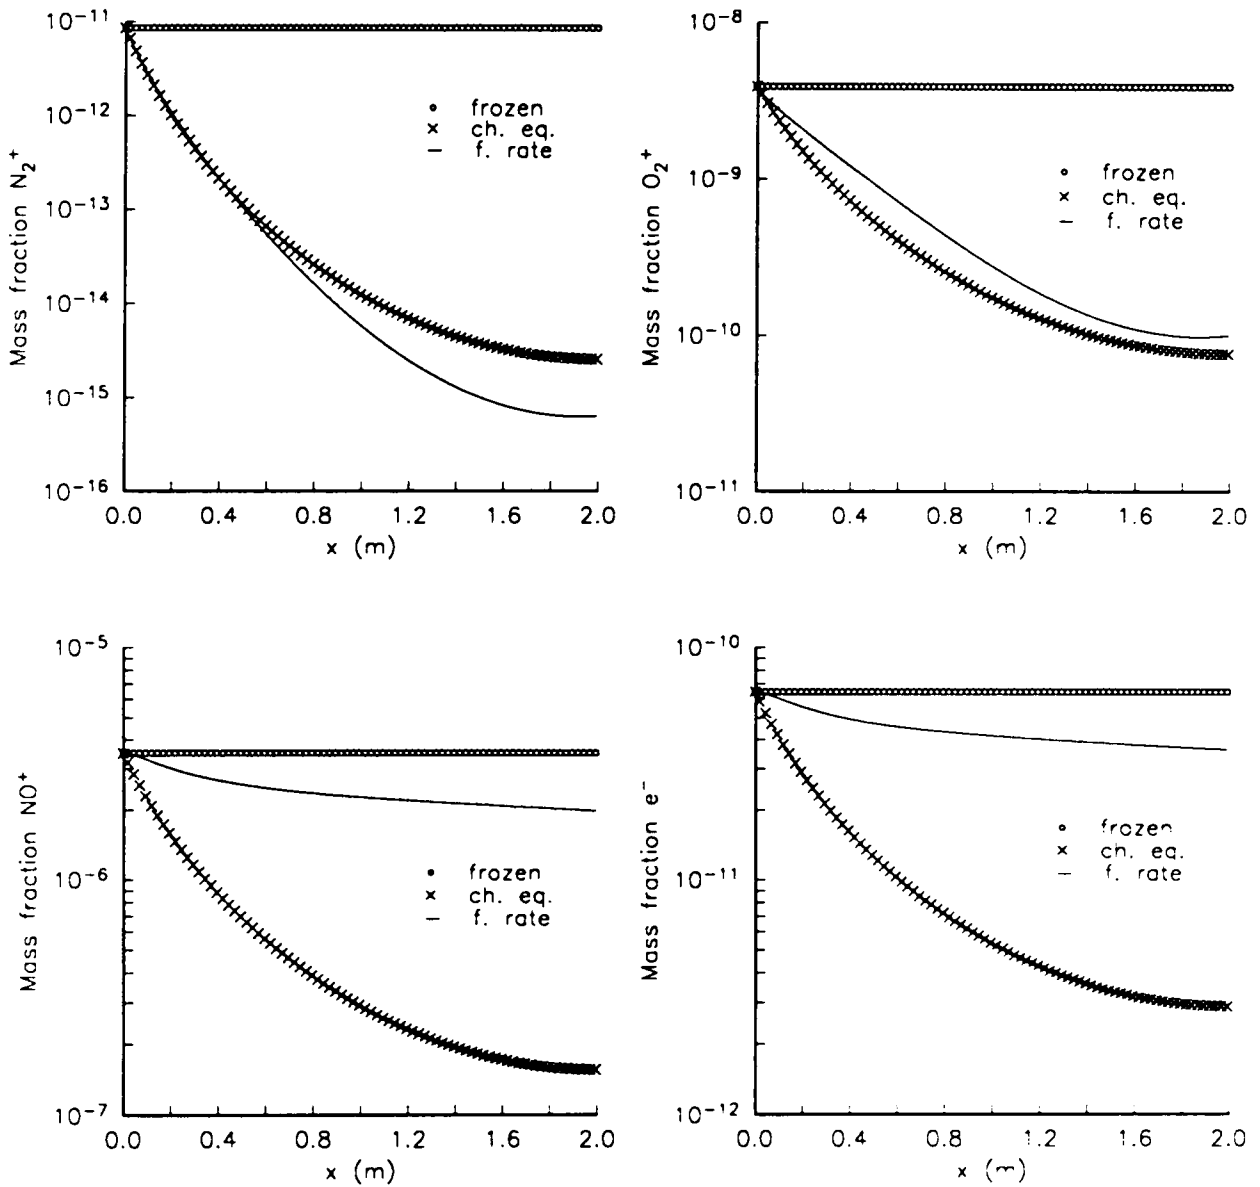 10⁻¹¹
10⁻¹²
10⁻¹³
10⁻¹⁴
10⁻¹⁵
10⁻¹⁶
Mass fraction N₂⁺
o frozen
x ch. eq.
— f. rate
0.0 0.4 0.8 1.2 1.6 2.0
x (m)
10⁻⁸
10⁻⁹
10⁻¹⁰
10⁻¹¹
Mass fraction O₂⁺
o frozen
x ch. eq.
— f. rate
0.0 0.4 0.8 1.2 1.6 2.0
x (m)
10⁻⁵
10⁻⁶
10⁻⁷
Mass fraction NO⁺
• frozen
x ch. eq.
— f. rate
0.0 0.4 0.8 1.2 1.6 2.0
x (m)
10⁻¹⁰
10⁻¹¹
10⁻¹²
Mass fraction e⁻
o frozen
x ch. eq.
— f. rate
0.0 0.4 0.8 1.2 1.6 2.0
x (m)